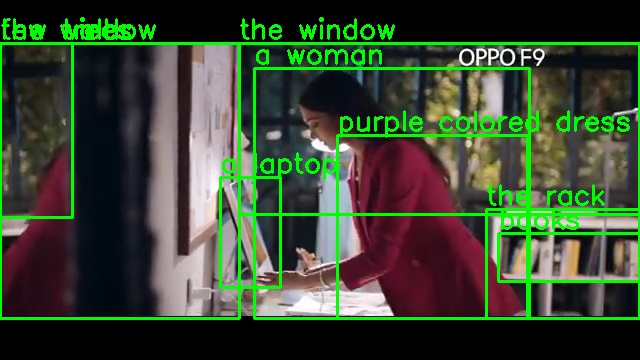 the window
a woman
OPPO F9
purple colored dress
a laptop
the rack
books